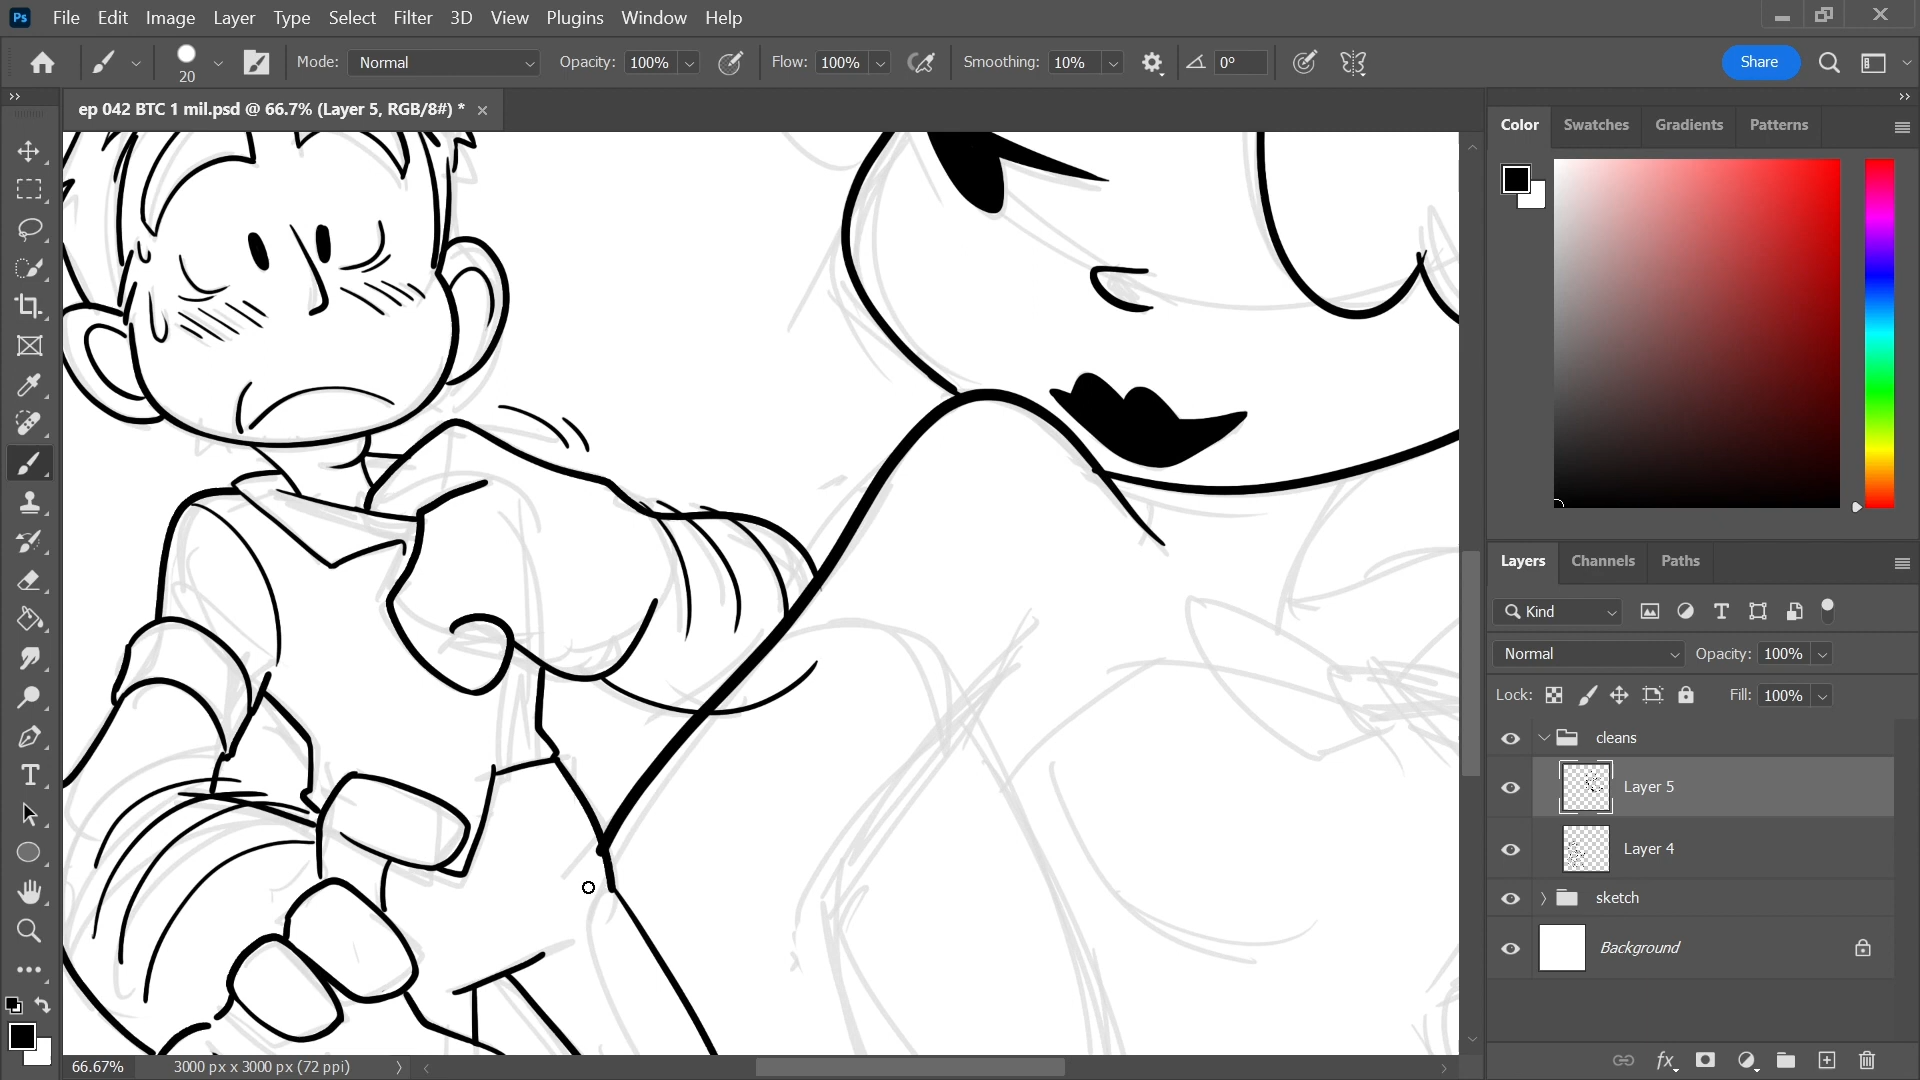 Ps File Edit Image Layer Type Select Filter 3D View Plugins Window Help
20 Mode: Normal Opacity: 100% Flow: 100% Smoothing: 10% 0° Share
ep 042 BTC 1 mil.psd @ 66.7% (Layer 5, RGB/8#) *
Color Swatches Gradients Patterns
Layers Channels Paths
Kind
Normal Opacity: 100%
Lock: Fill: 100%
cleans
Layer 5
Layer 4
sketch
Background
66.67% 3000 px x 3000 px (72 ppi)